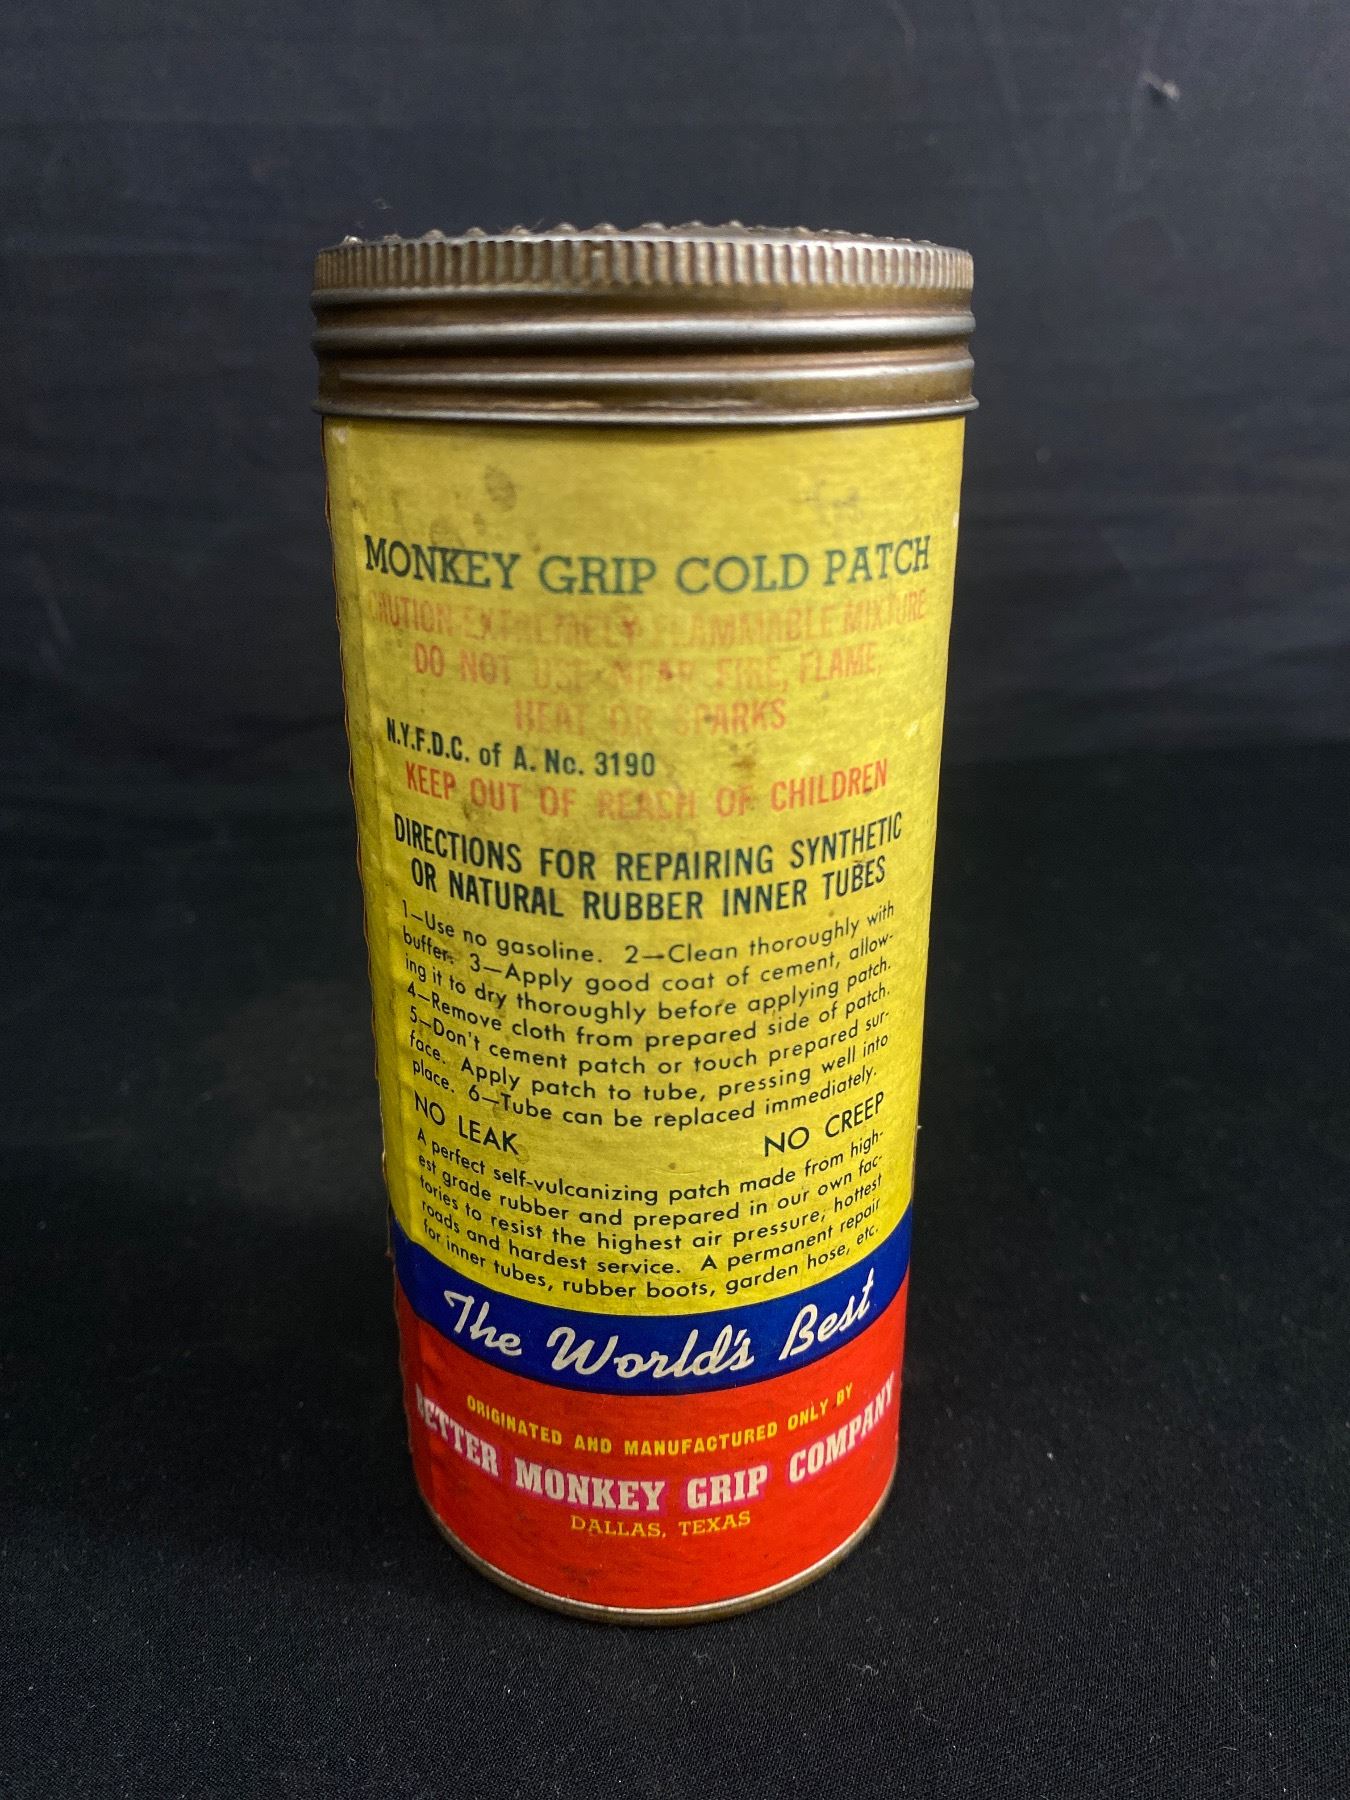 MONKEY GRIP COLD PATCH
CAUTION EXTREMELY FLAMMABLE MIXTURE
DO NOT USE NEAR FIRE, FLAME,
HEAT OR SPARKS
N.Y.F.D.C. of A. No. 3190
KEEP OUT OF REACH OF CHILDREN
DIRECTIONS FOR REPAIRING SYNTHETIC
OR NATURAL RUBBER INNER TUBES
1—Use no gasoline. 2—Clean thoroughly with
buffer. 3—Apply good coat of cement, allow-
ing it to dry thoroughly before applying patch.
4—Remove cloth from prepared side of patch.
5—Don't cement patch or touch prepared sur-
face. Apply patch to tube, pressing well into
place. 6—Tube can be replaced immediately.
NO LEAK NO CREEP
A perfect self-vulcanizing patch made from high-
est grade rubber and prepared in our own fac-
tories to resist the highest air pressure, hottest
roads and hardest service. A permanent repair
for inner tubes, rubber boots, garden hose, etc.
The World's Best
ORIGINATED AND MANUFACTURED ONLY BY
BETTER MONKEY GRIP COMPANY
DALLAS, TEXAS